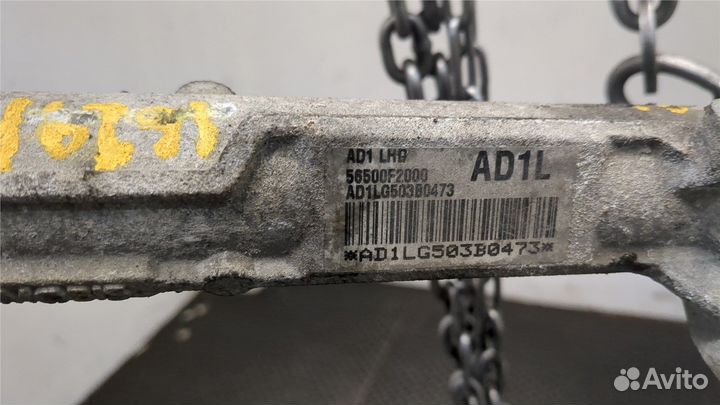 AD1 LHD
56500F2000
AD1LG503B0473
AD1L
*AD1LG503B0473*
Avito